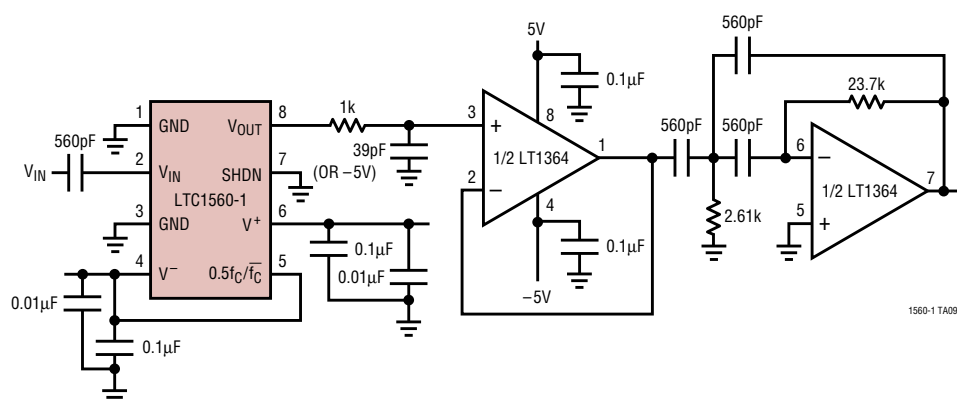 V_IN
560pF
1
GND
2
V_IN
LTC1560-1
3
GND
4
V⁻
V_OUT
8
SHDN
7
V⁺
6
0.5f_C/f̅_C̅
5
0.01µF
0.1µF
1k
39pF
(OR –5V)
0.1µF
0.01µF
5V
0.1µF
3
+
8
1/2 LT1364
1
2
–
4
0.1µF
–5V
560pF
560pF
560pF
2.61k
23.7k
6
–
1/2 LT1364
7
5
+
1560-1 TA09